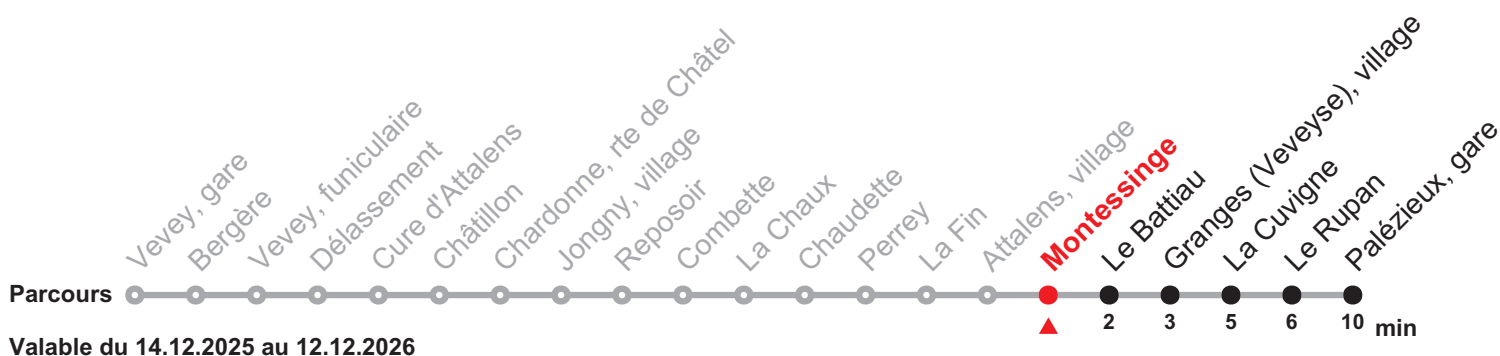 Vevey, gare
Bergère
Vevey, funiculaire
Délassement
Cure d'Attalens
Châtillon
Chardonne, rte de Châtel
Jongny, village
Reposoir
Combette
La Chaux
Chaudette
Perrey
La Fin
Attalens, village
Montessinge
Le Battiau
Granges (Veveyse), village
La Cuvigne
Le Rupan
Palézieux, gare
Parcours
2 3 5 6 10 min
Valable du 14.12.2025 au 12.12.2026